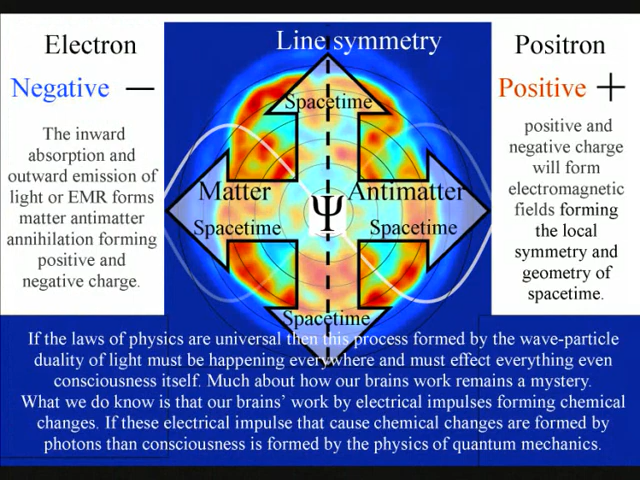 Electron
Line symmetry
Positron
Negative —
Positive +
Spacetime
The inward
absorption and
outward emission of
light or EMR forms
matter antimatter
annihilation forming
positive and
negative charge.
Matter
Antimatter
Ψ
Spacetime
Spacetime
Spacetime
positive and
negative charge
will form
electromagnetic
fields forming
the local
symmetry and
geometry of
spacetime.
If the laws of physics are universal then this process formed by the wave-particle
duality of light must be happening everywhere and must effect everything even
consciousness itself. Much about how our brains work remains a mystery.
What we do know is that our brains’ work by electrical impulses forming chemical
changes. If these electrical impulse that cause chemical changes are formed by
photons than consciousness is formed by the physics of quantum mechanics.